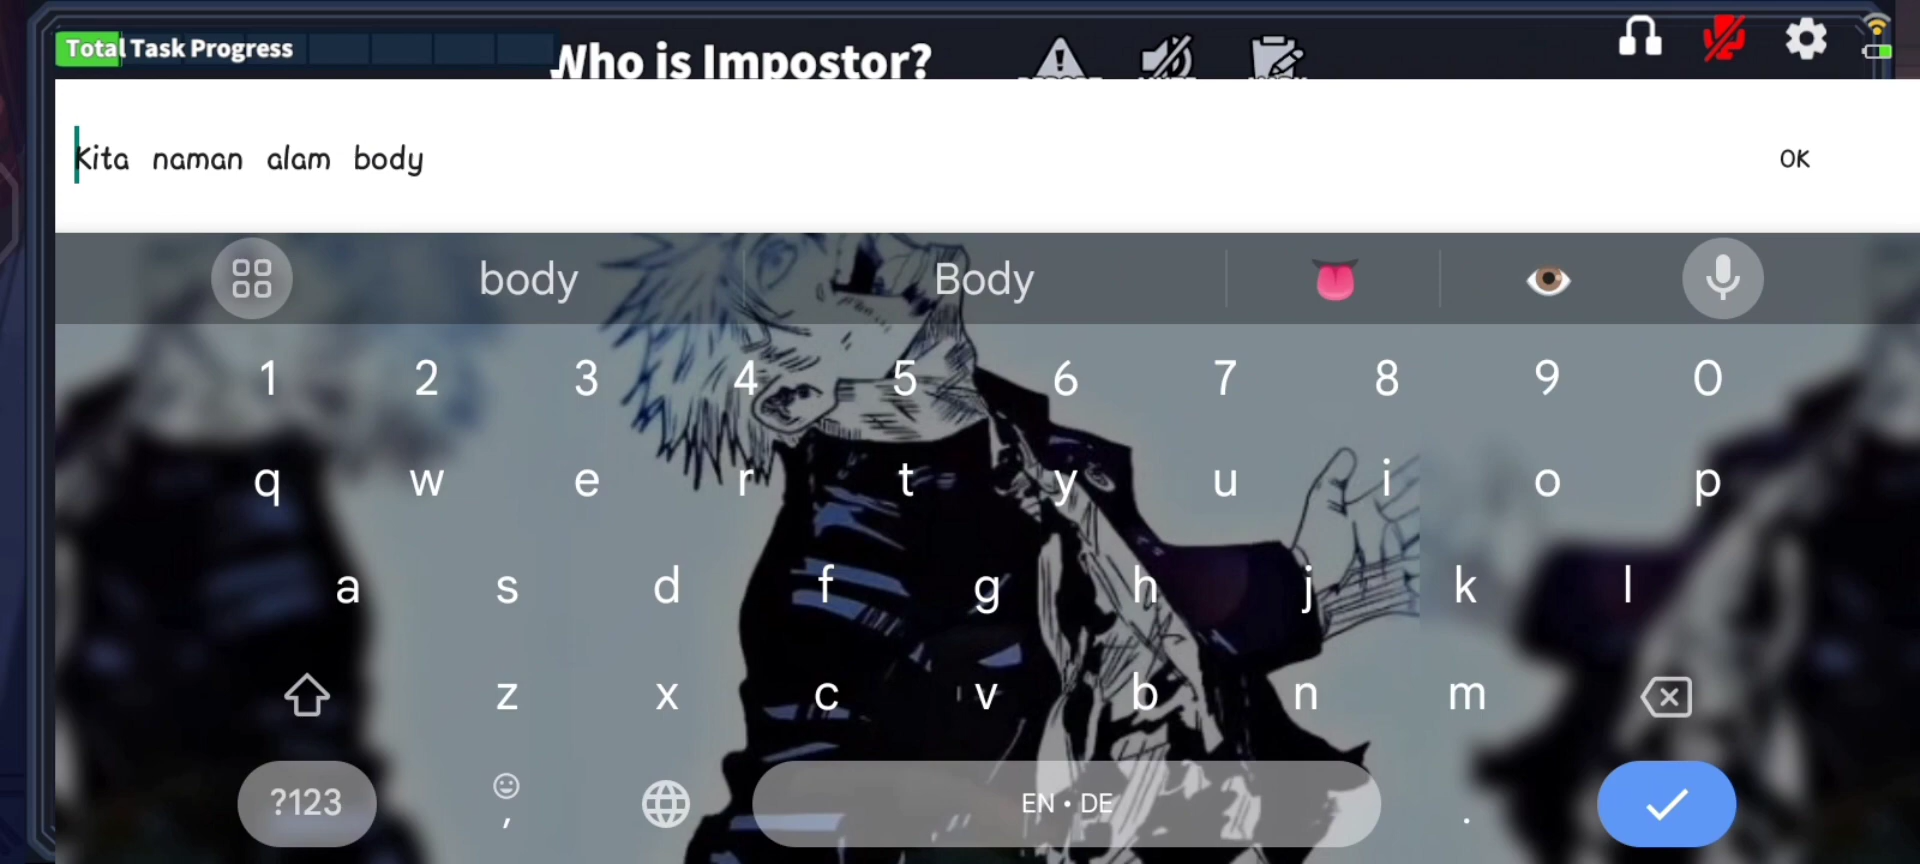 Total Task Progress
Who is Impostor?
Kita naman alam body
OK
body Body
1 2 3 4 5 6 7 8 9 0
q w e r t y u i o p
a s d f g h j k l
z x c v b n m
?123 , EN • DE .